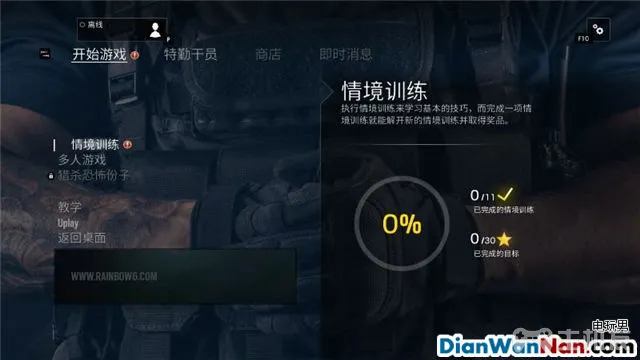 离线
P
F10
开始游戏
特勤干员
商店
即时消息
情境训练
执行情境训练来学习基本的技巧，而完成一项情
境训练就能解开新的情境训练并取得奖品。
情境训练
多人游戏
猎杀恐怖份子
教学
Uplay
返回桌面
0%
0/11
已完成的情境训练
0/30
已完成的目标
WWW.RAINBOW6.COM
电玩男
DianWanNan.com